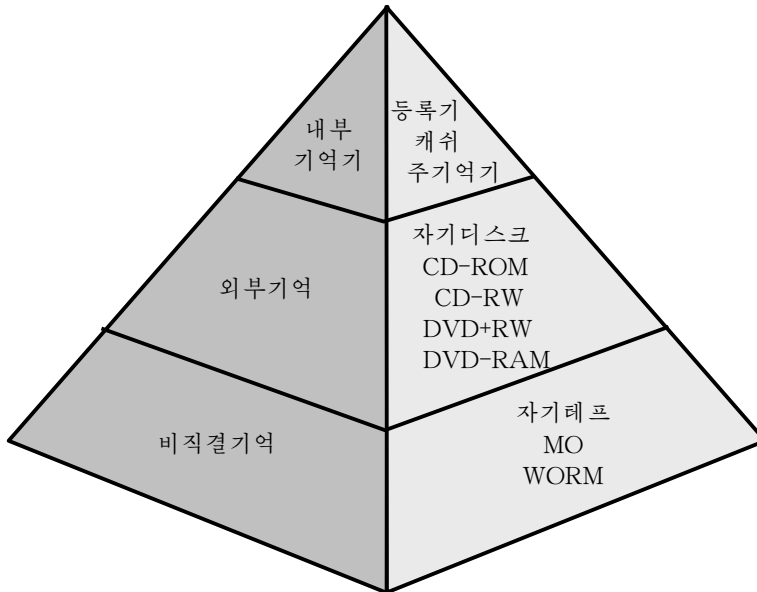 내부
기억기
등록기
캐쉬
주기억기
외부기억
자기디스크
CD-ROM
CD-RW
DVD+RW
DVD-RAM
비직결기억
자기테프
MO
WORM